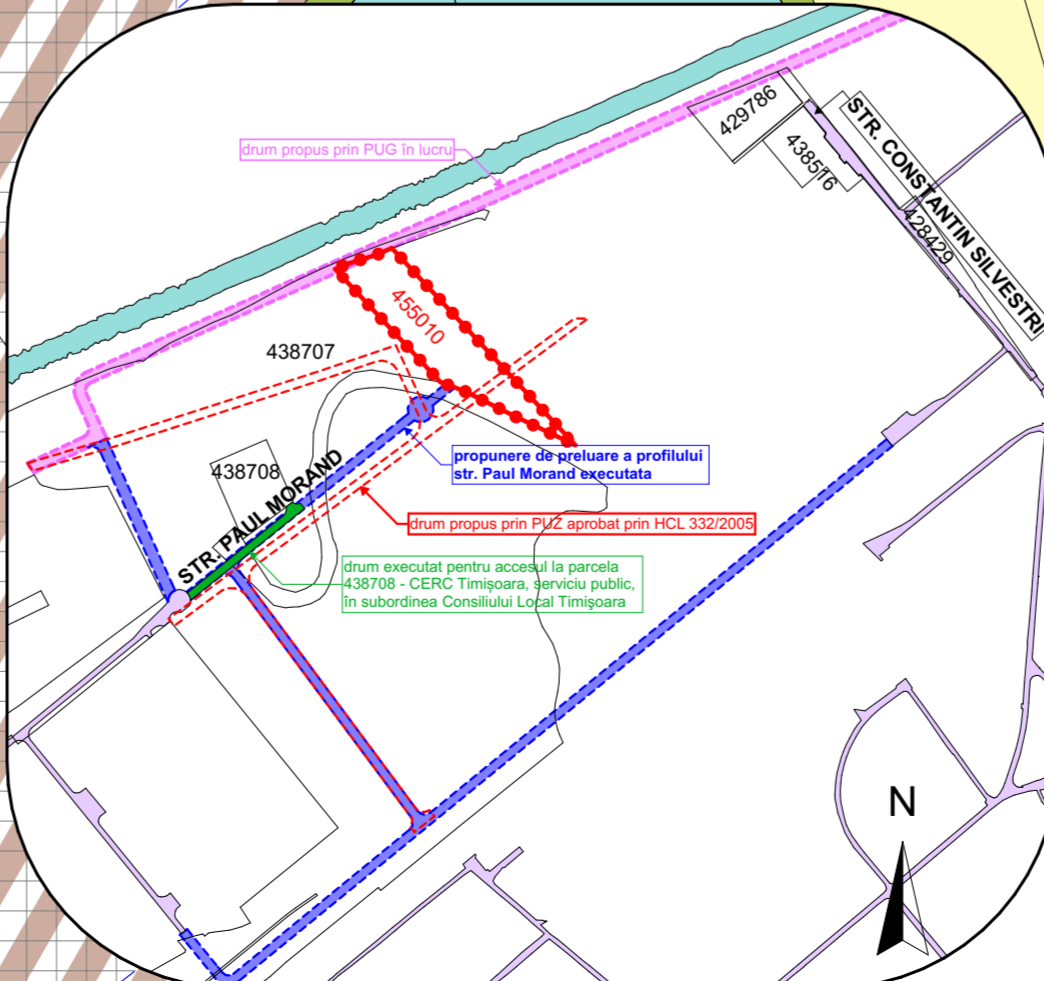 429786
STR. CONSTANTIN SILVESTRI
438516
428429
drum propus prin PUG în lucru
455010
438707
propunere de preluare a profilului
str. Paul Morand executata
438708
STR. PAUL MORAND
drum propus prin PUZ aprobat prin HCL 332/2005
drum executat pentru accesul la parcela
438708 - CERC Timișoara, serviciu public,
în subordinea Consiliului Local Timişoara
N